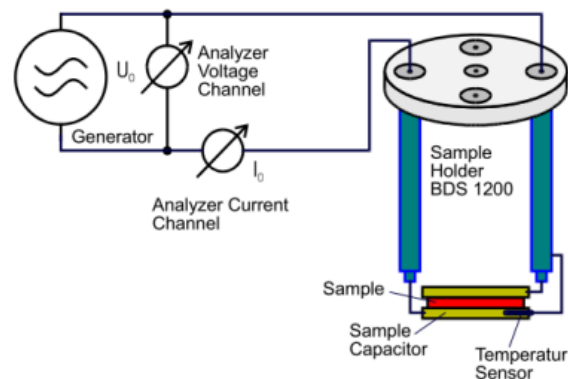 U₀
Analyzer
Voltage
Channel
Generator
I₀
Analyzer Current
Channel
Sample
Holder
BDS 1200
Sample
Sample
Capacitor
Temperatur
Sensor